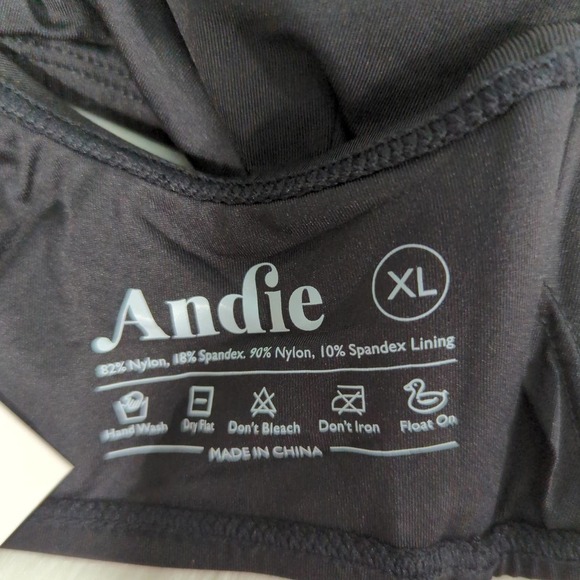 Andie XL
82% Nylon, 18% Spandex. 90% Nylon, 10% Spandex Lining
Hand Wash Dry Flat Don't Bleach Don't Iron Float On
MADE IN CHINA